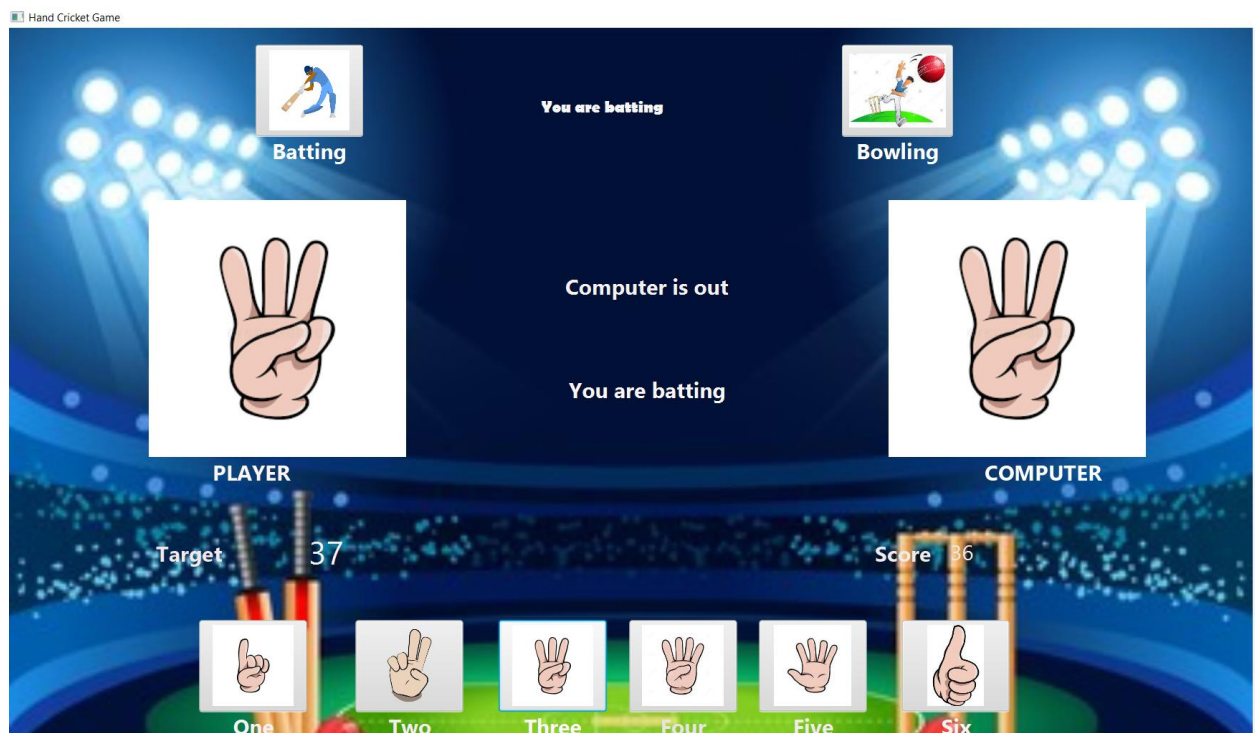 Hand Cricket Game
You are batting
Batting
Bowling
Computer is out
You are batting
PLAYER
COMPUTER
Target 37
Score 36
One Two Three Four Five Six